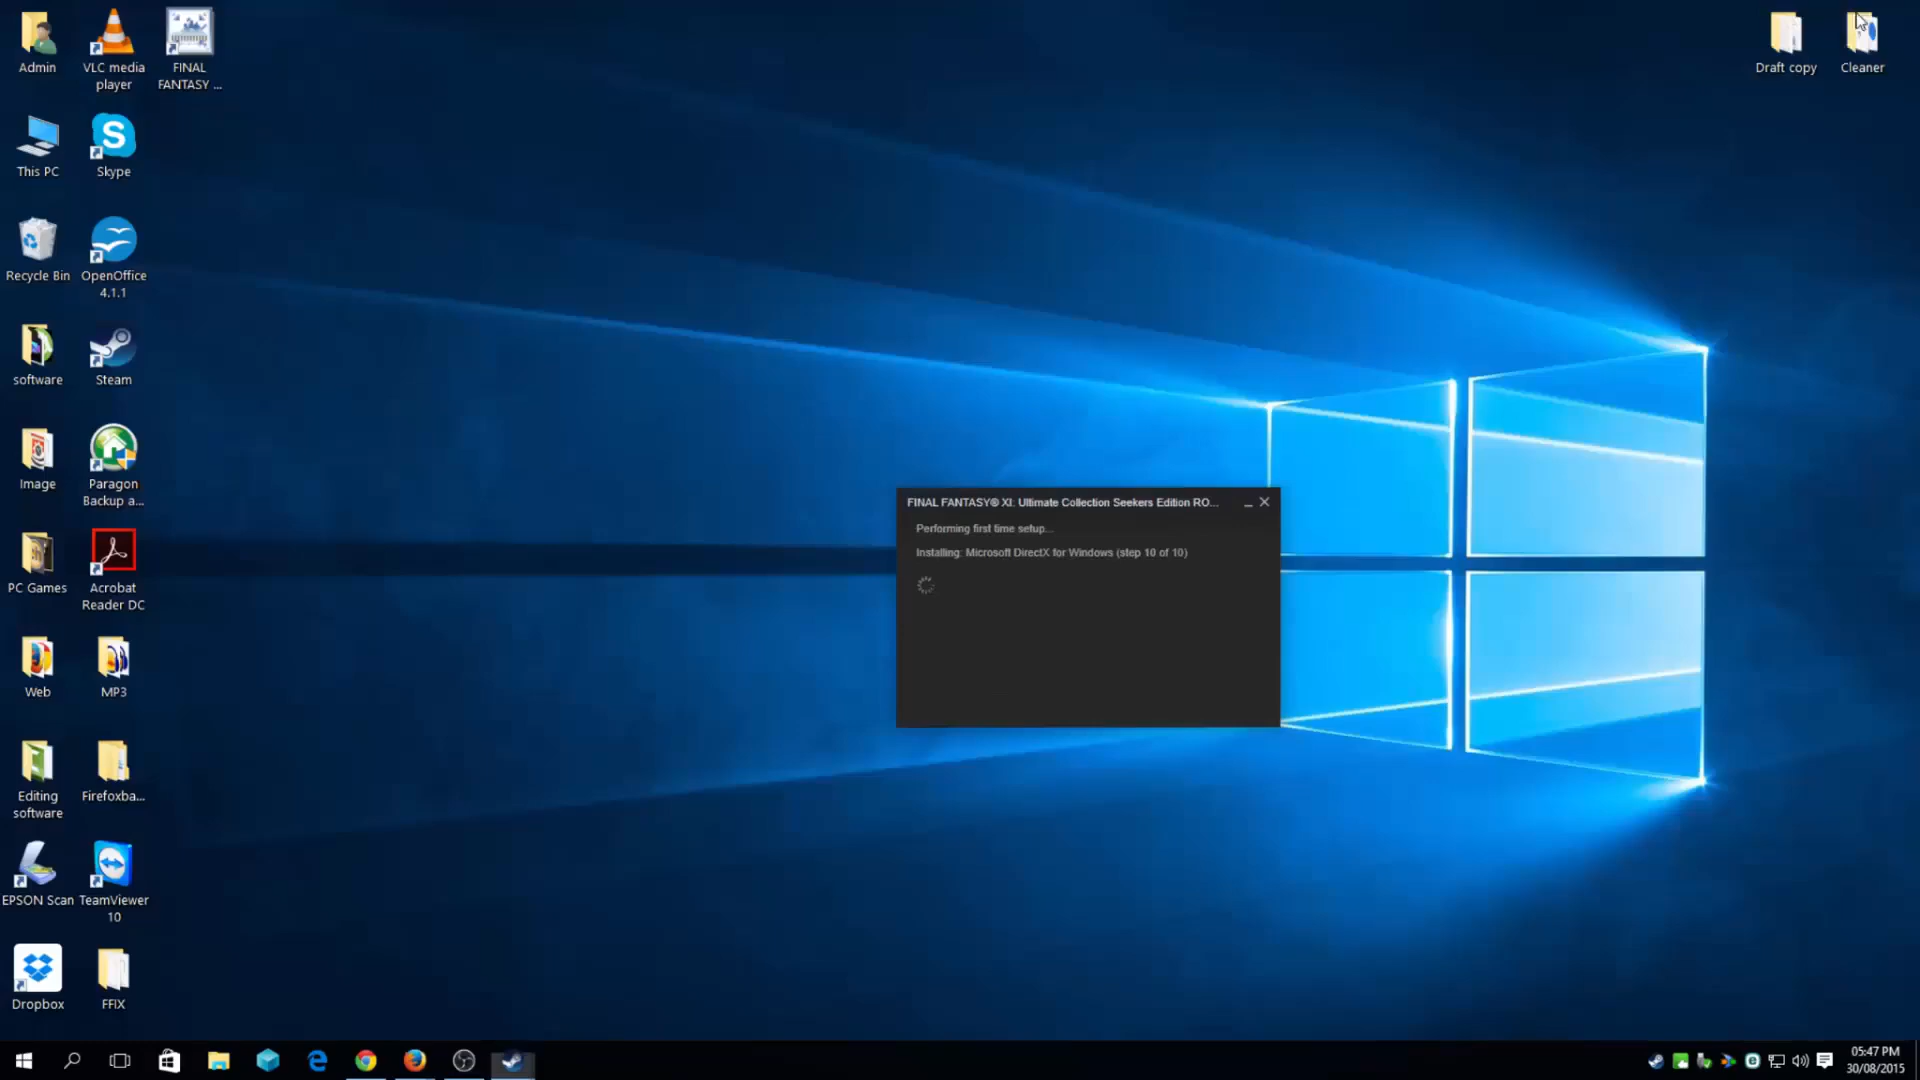 Admin
VLC media
player
FINAL
FANTASY ...
Draft copy
Cleaner
This PC
Skype
Recycle Bin
OpenOffice
4.1.1
software
Steam
Image
Paragon
Backup a...
PC Games
Acrobat
Reader DC
Web
MP3
Editing
software
Firefoxba...
EPSON Scan
TeamViewer
10
Dropbox
FFIX
FINAL FANTASY® XI: Ultimate Collection Seekers Edition RO...
Performing first time setup...
Installing: Microsoft DirectX for Windows (step 10 of 10)
05:47 PM
30/08/2015